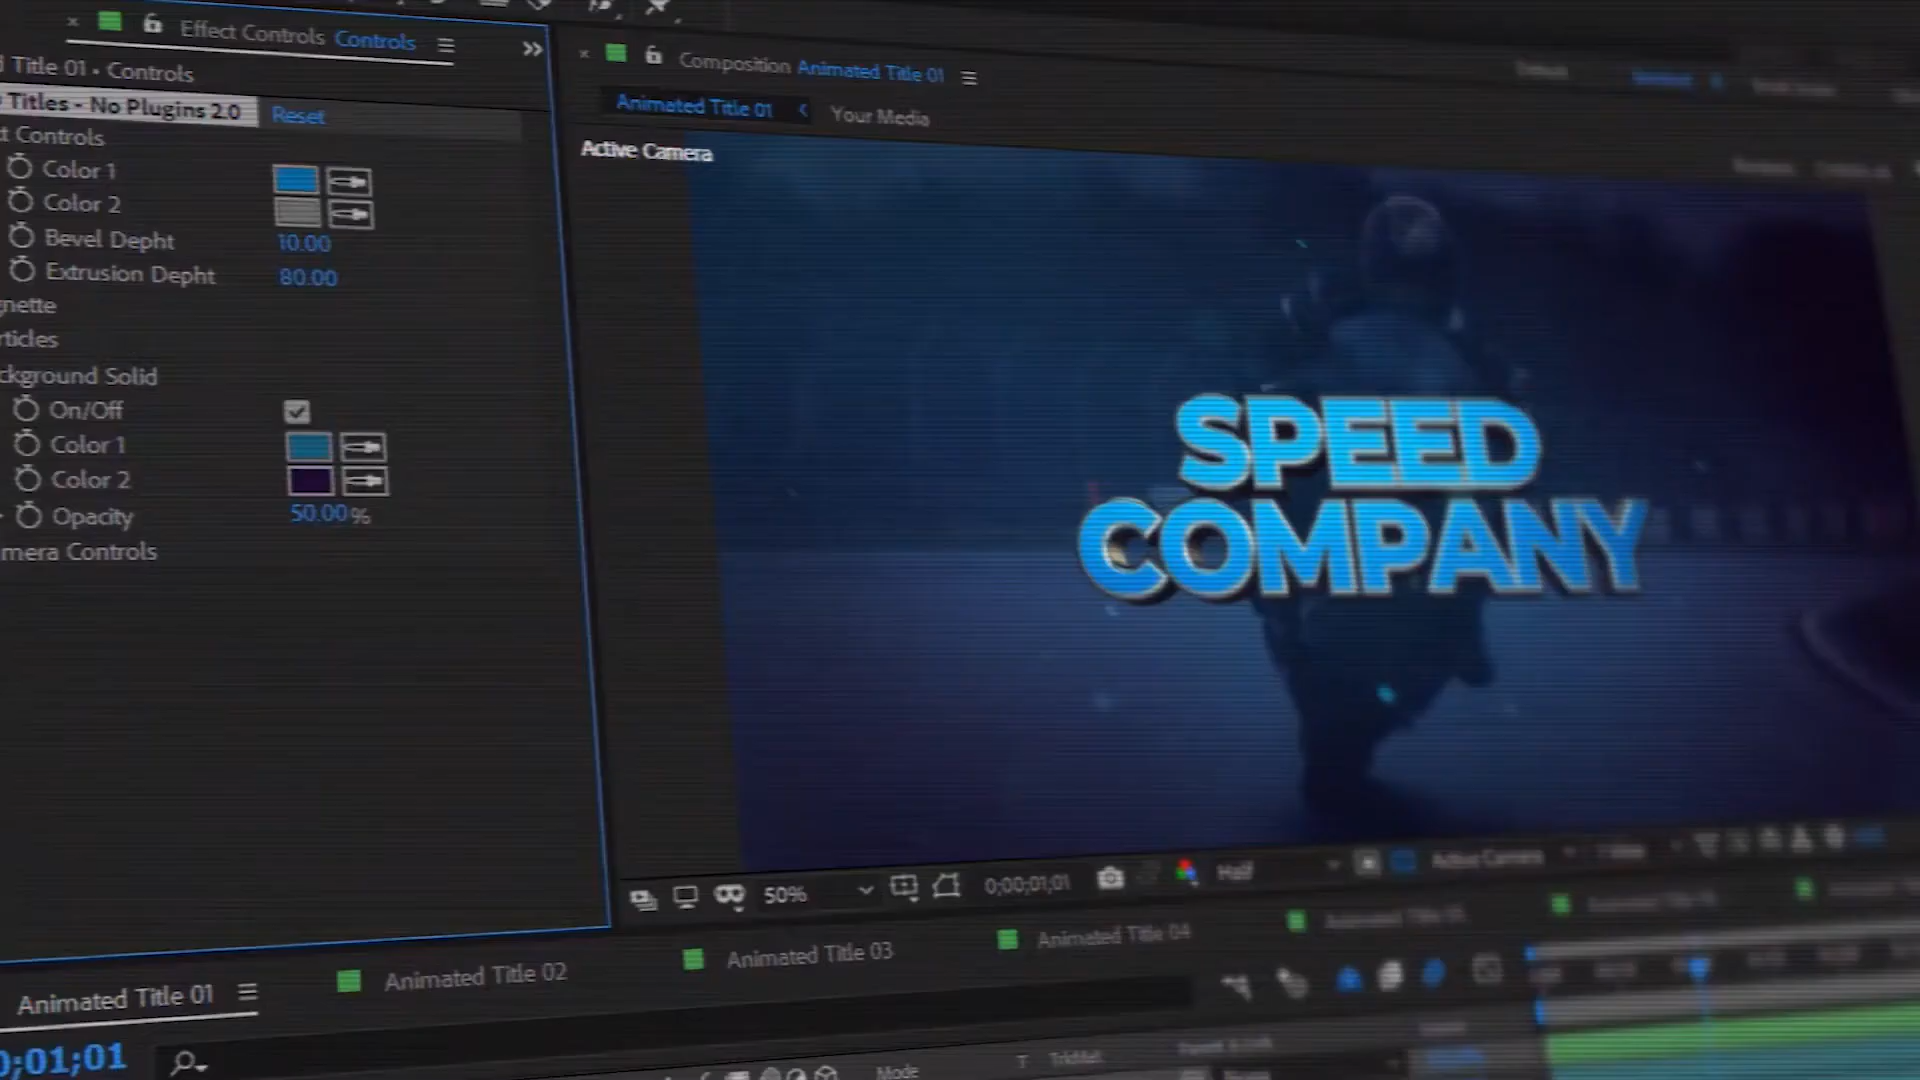 Effect Controls Controls
Title 01 • Controls
Titles - No Plugins 2.0 Reset
t Controls
Color 1
Color 2
Bevel Depht 10.00
Extrusion Depht 80.00
gnette
rticles
ckground Solid
On/Off
Color 1
Color 2
Opacity 50.00 %
mera Controls
Composition Animated Title 01
Animated Title 01 Your Media
Active Camera
SPEED
COMPANY
50% 0;00;01;01 Half Active Camera
Animated Title 01 Animated Title 02 Animated Title 03 Animated Title 04
0;01;01
Mode T TrkMat